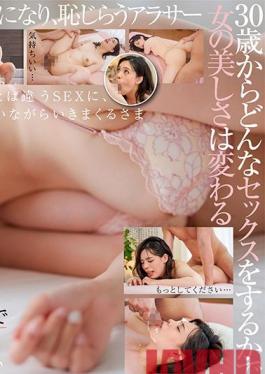 30歳からどんなセックスをするかで
女の美しさは変わる
になり、恥じらうアラサー
気持ちいい…
は違うSEXに、
いながらいきまくるさま
もっとしてください…